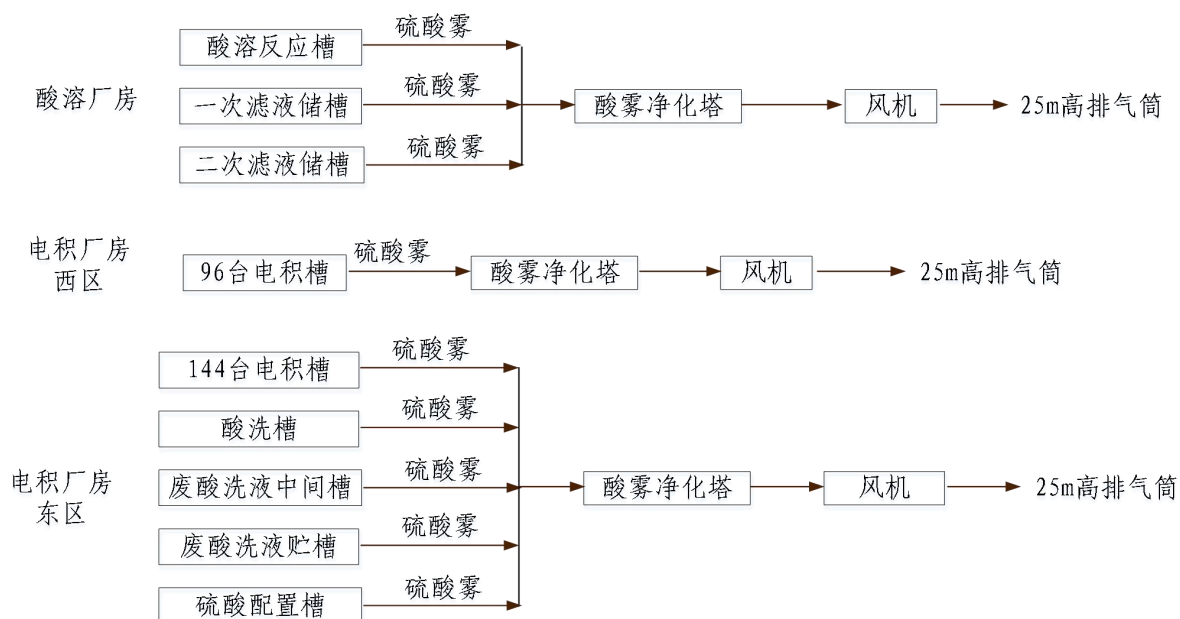 硫酸雾
酸溶反应槽
硫酸雾
酸溶厂房
一次滤液储槽
酸雾净化塔
风机
25m高排气筒
硫酸雾
二次滤液储槽
电积厂房
西区
硫酸雾
96台电积槽
酸雾净化塔
风机
25m高排气筒
硫酸雾
144台电积槽
硫酸雾
酸洗槽
电积厂房
东区
硫酸雾
废酸洗液中间槽
酸雾净化塔
风机
25m高排气筒
硫酸雾
废酸洗液贮槽
硫酸雾
硫酸配置槽